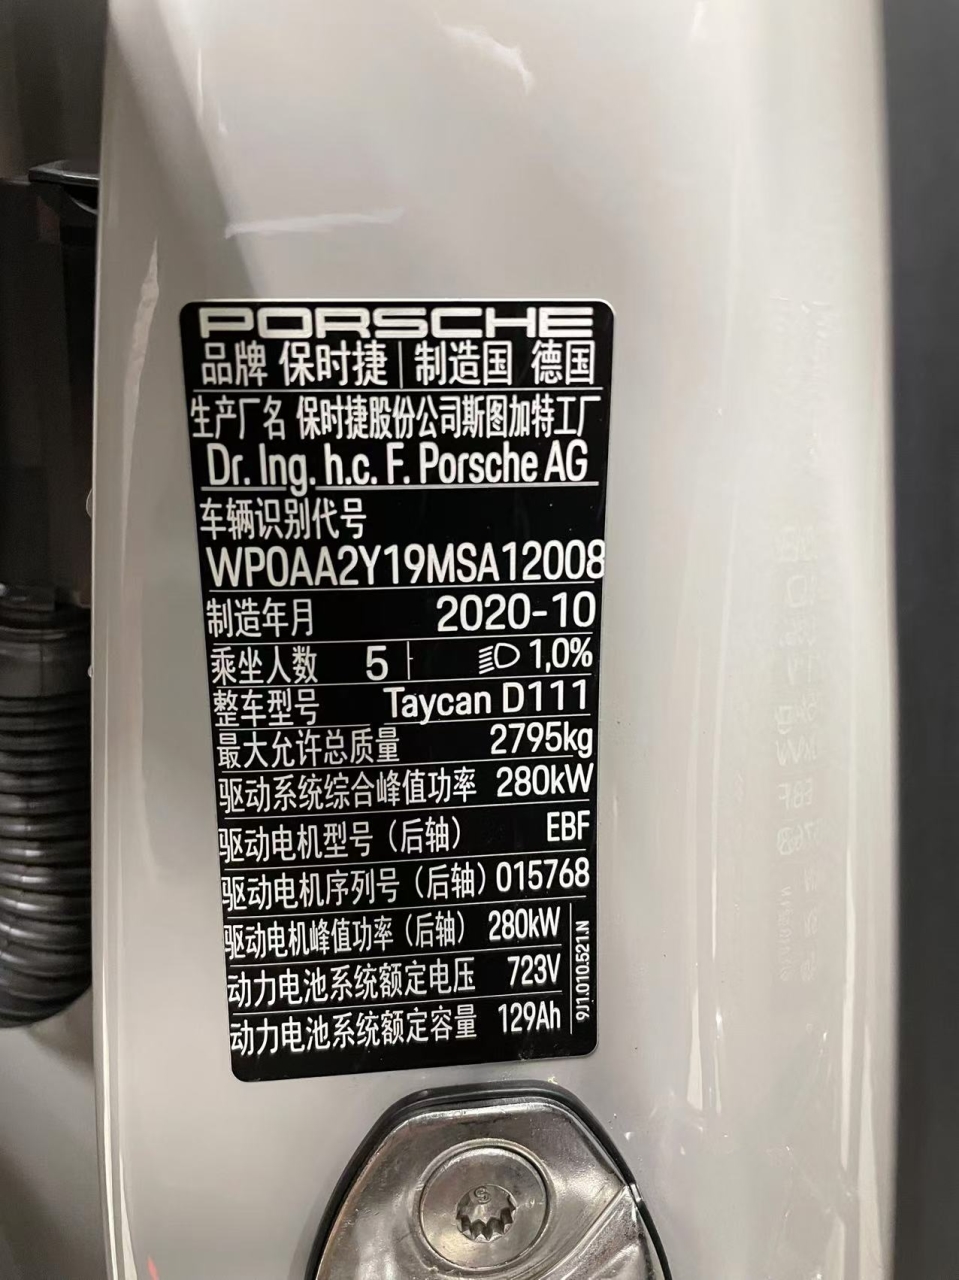 PORSCHE
品牌 保时捷 制造国 德国
生产厂名 保时捷股份公司斯图加特工厂
Dr. Ing. h.c. F. Porsche AG
车辆识别代号
WP0AA2Y19MSA12008
制造年月 2020-10
乘坐人数 5 1,0%
整车型号 Taycan D111
最大允许总质量 2795kg
驱动系统综合峰值功率 280kW
驱动电机型号（后轴） EBF
驱动电机序列号（后轴） 015768
驱动电机峰值功率（后轴） 280kW
动力电池系统额定电压 723V
动力电池系统额定容量 129Ah
9J1.010.521.N